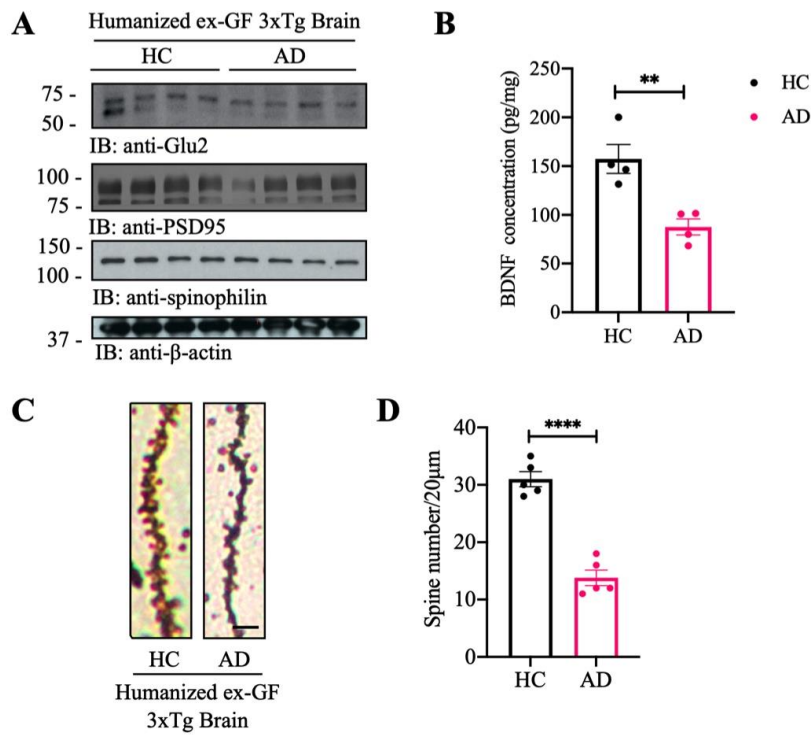 A
Humanized ex-GF 3xTg Brain
HC AD
75 -
50 -
IB: anti-Glu2
100 -
75 -
IB: anti-PSD95
150 -
100 -
IB: anti-spinophilin
37 -
IB: anti-β-actin
B
BDNF concentration (pg/mg)
250
200
150
100
50
0
**
HC AD
HC
AD
C
HC AD
Humanized ex-GF
3xTg Brain
D
Spine number/20μm
40
30
20
10
0
****
HC AD